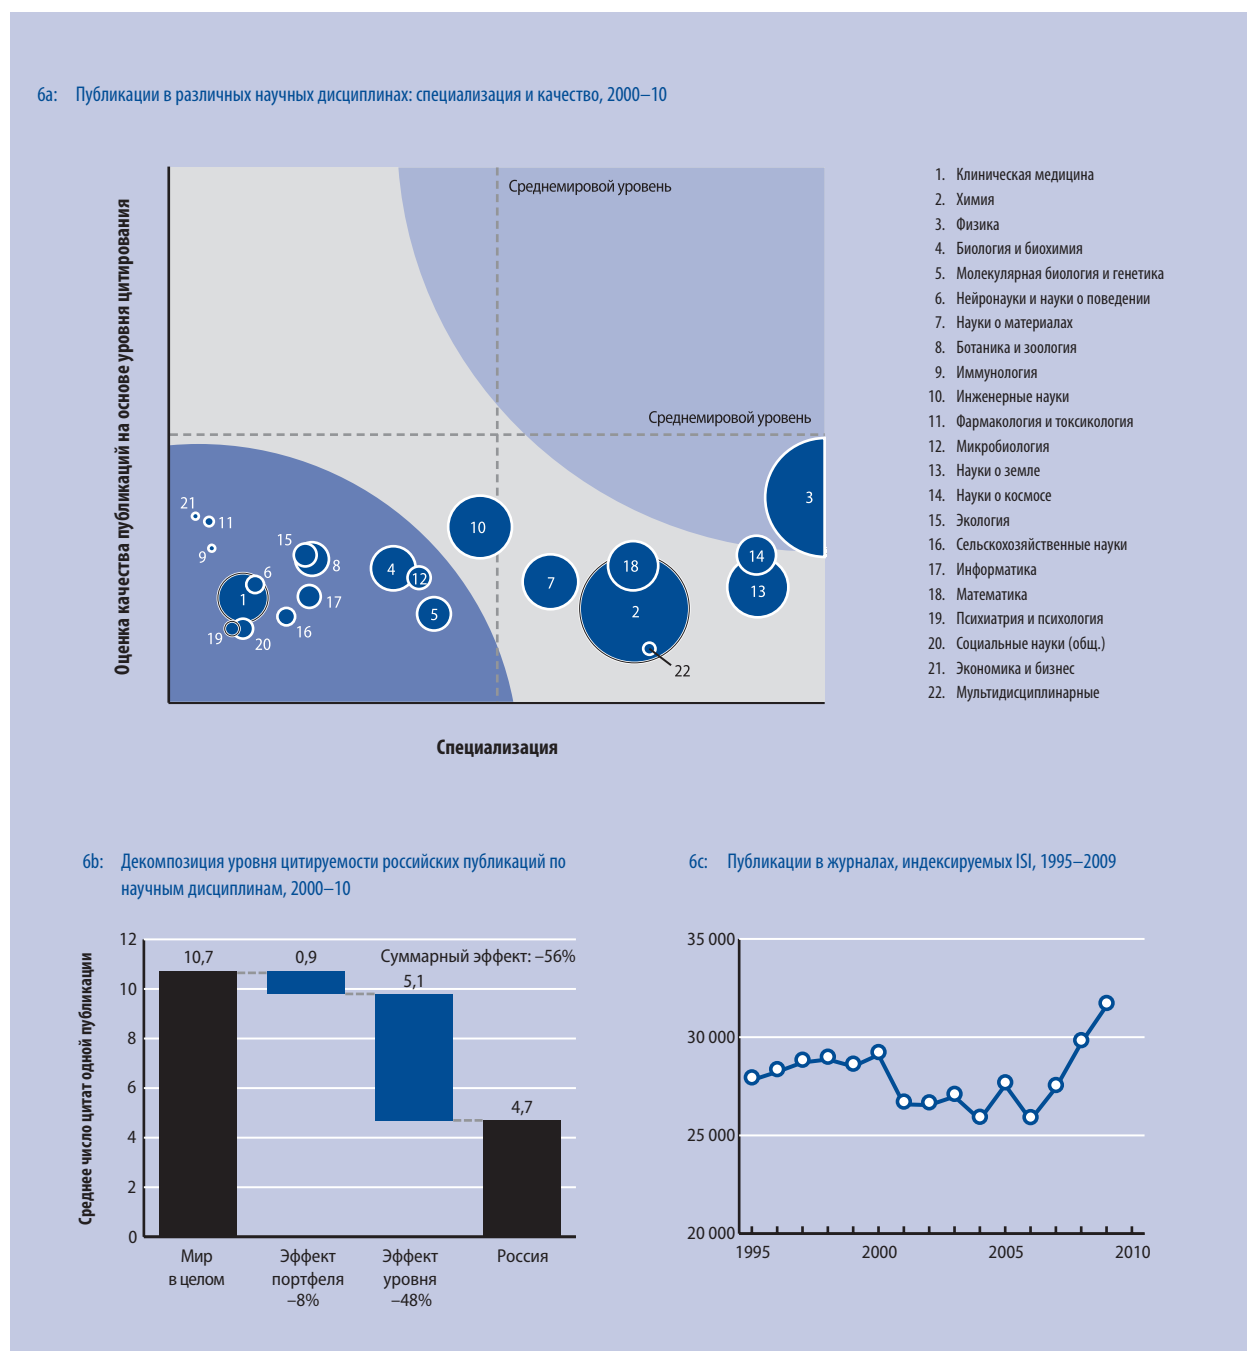 6a: Публикации в различных научных дисциплинах: специализация и качество, 2000–10
Оценка качества публикаций на основе уровня цитирования
Среднемировой уровень
Среднемировой уровень
21
11
9
15
8
6
1
17
16
19
20
4
12
5
10
7
18
2
22
14
13
3
Специализация
1. Клиническая медицина
2. Химия
3. Физика
4. Биология и биохимия
5. Молекулярная биология и генетика
6. Нейронауки и науки о поведении
7. Науки о материалах
8. Ботаника и зоология
9. Иммунология
10. Инженерные науки
11. Фармакология и токсикология
12. Микробиология
13. Науки о земле
14. Науки о космосе
15. Экология
16. Сельскохозяйственные науки
17. Информатика
18. Математика
19. Психиатрия и психология
20. Социальные науки (общ.)
21. Экономика и бизнес
22. Мультидисциплинарные
6b: Декомпозиция уровня цитируемости российских публикаций по
научным дисциплинам, 2000–10
Среднее число цитат одной публикации
12
10
8
6
4
2
0
10,7
0,9
Суммарный эффект: –56%
5,1
4,7
Мир
в целом
Эффект
портфеля
–8%
Эффект
уровня
–48%
Россия
6c: Публикации в журналах, индексируемых ISI, 1995–2009
35 000
30 000
25 000
20 000
1995
2000
2005
2010